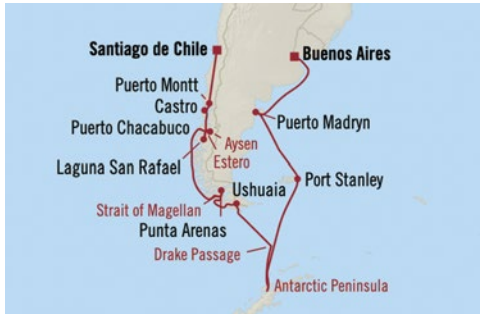 Santiago de Chile
Buenos Aires
Puerto Montt
Castro
Puerto Madryn
Puerto Chacabuco
Aysen
Estero
Laguna San Rafael
Ushuaia
Port Stanley
Strait of Magellan
Punta Arenas
Drake Passage
Antarctic Peninsula